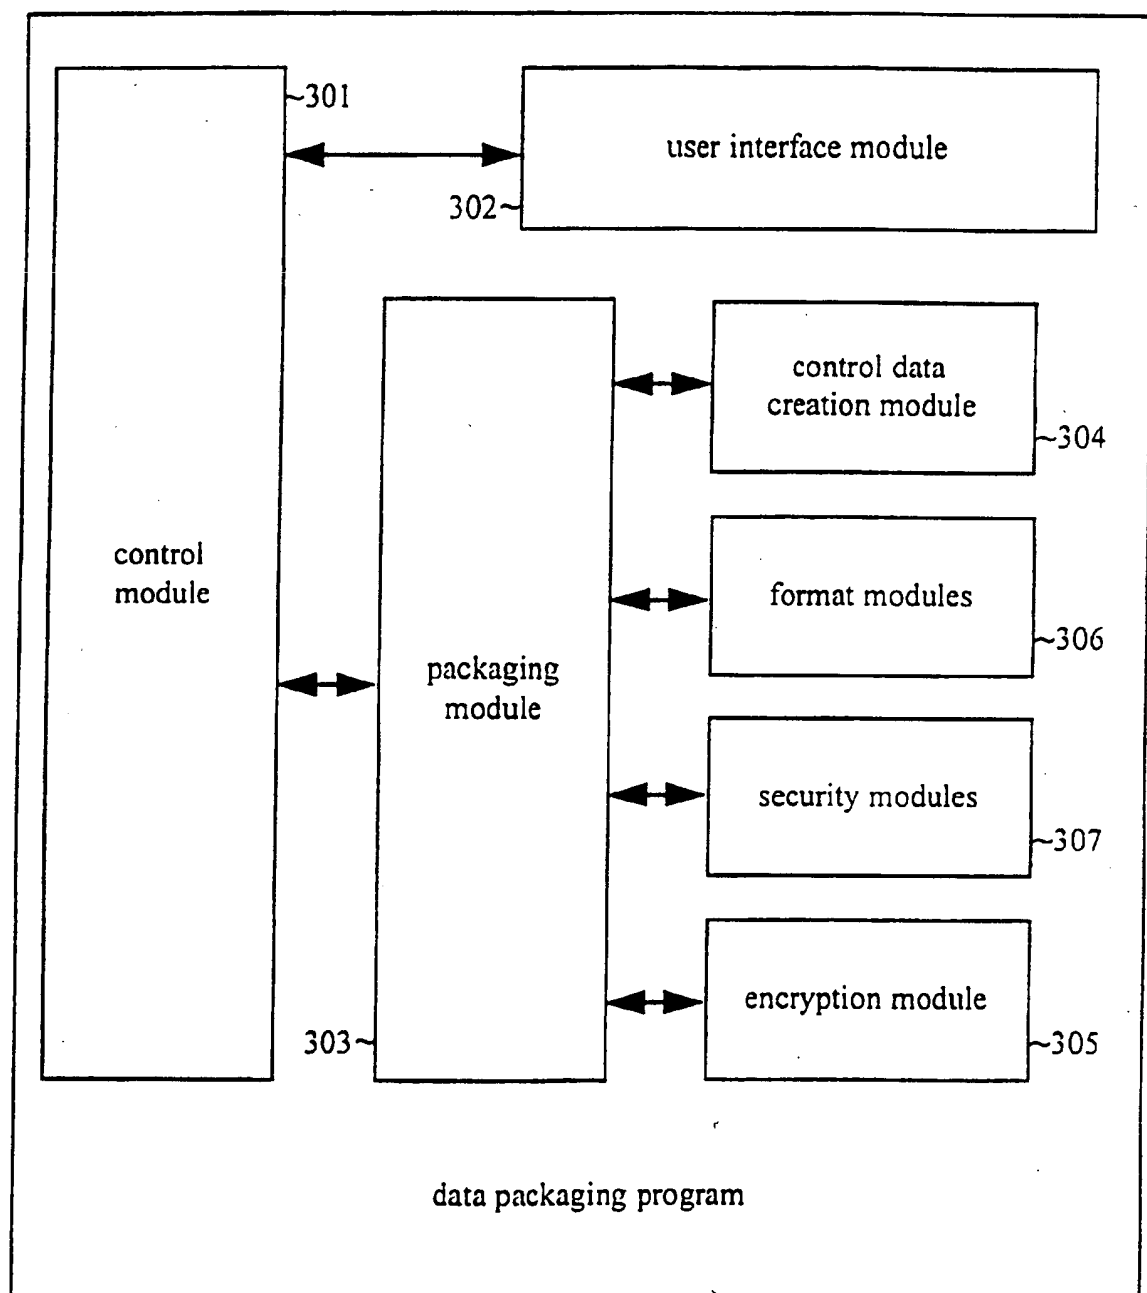 301
user interface module
302
control data
creation module
304
control
module
format modules
306
packaging
module
security modules
307
encryption module
303
305
data packaging program